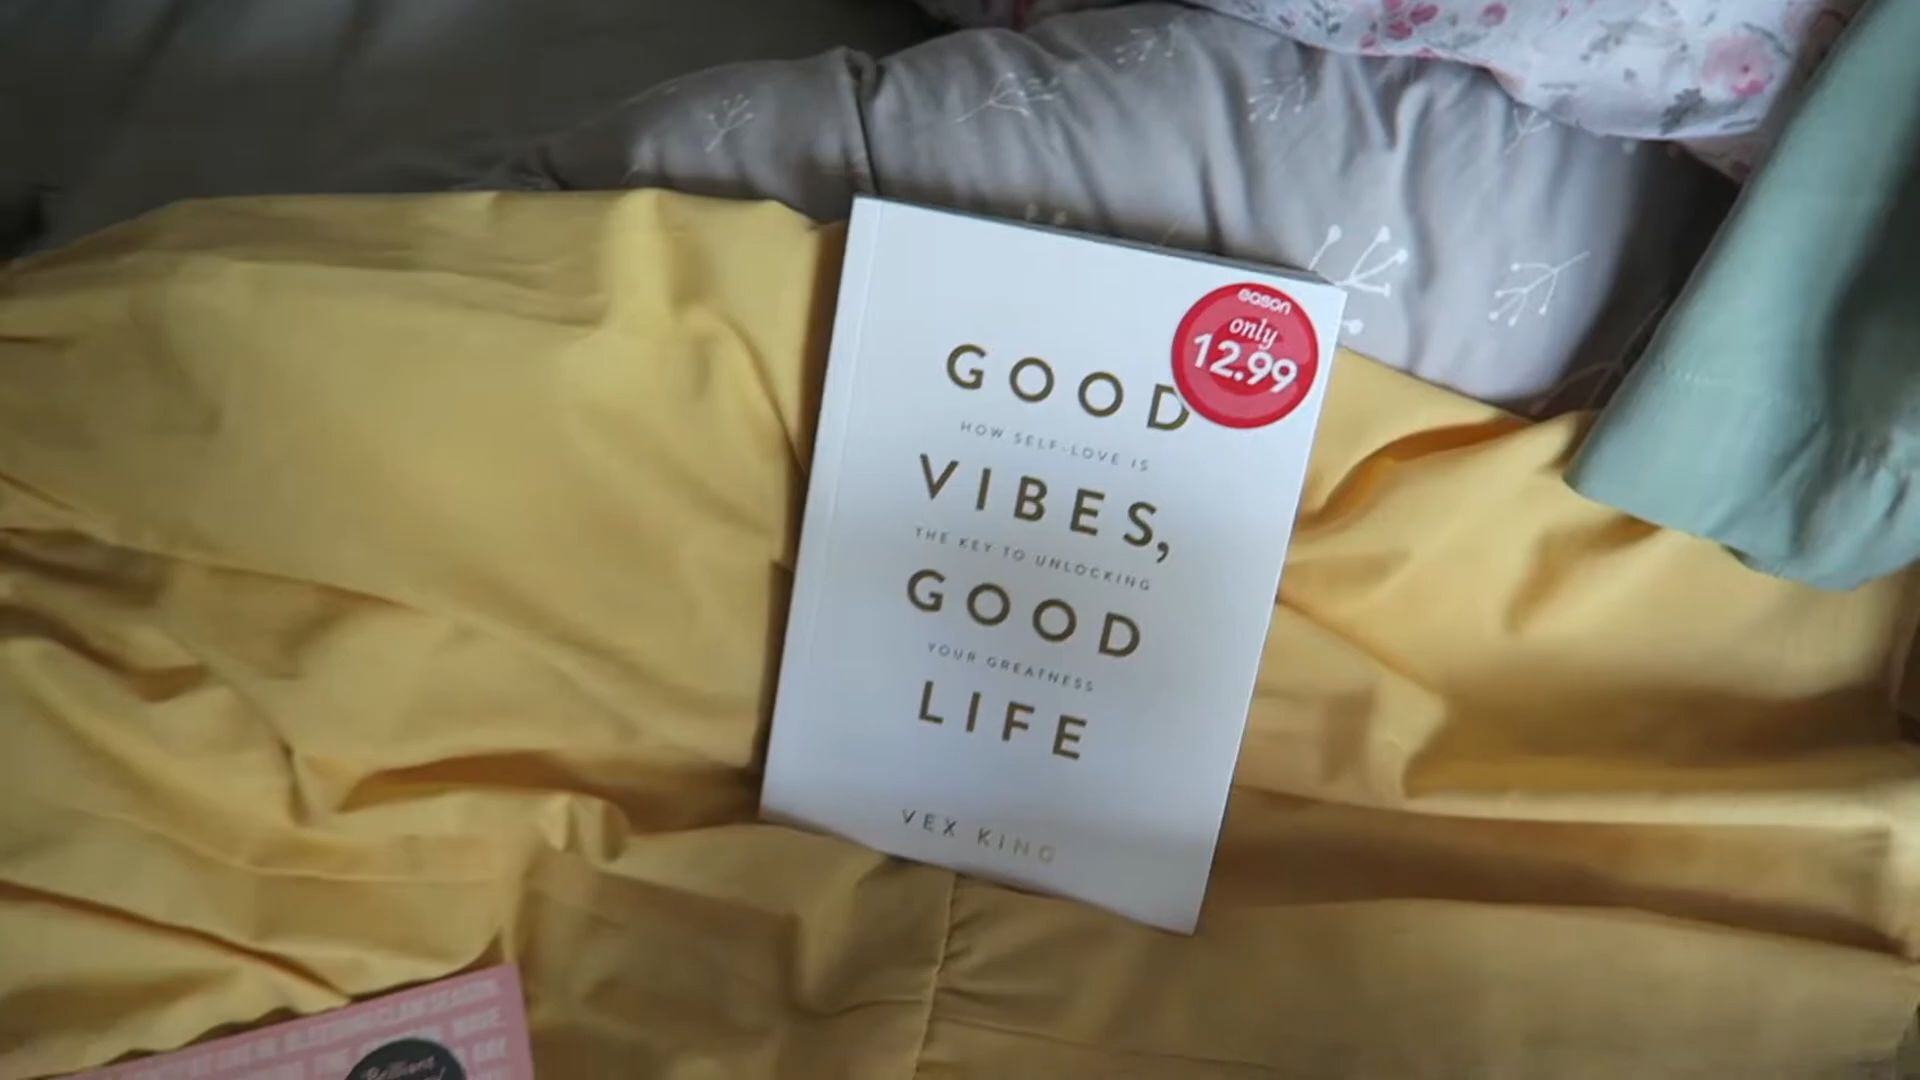 eason
only
12.99
GOOD
HOW SELF-LOVE IS
VIBES,
THE KEY TO UNLOCKING
GOOD
YOUR GREATNESS
LIFE
VEX KING
Brilliant